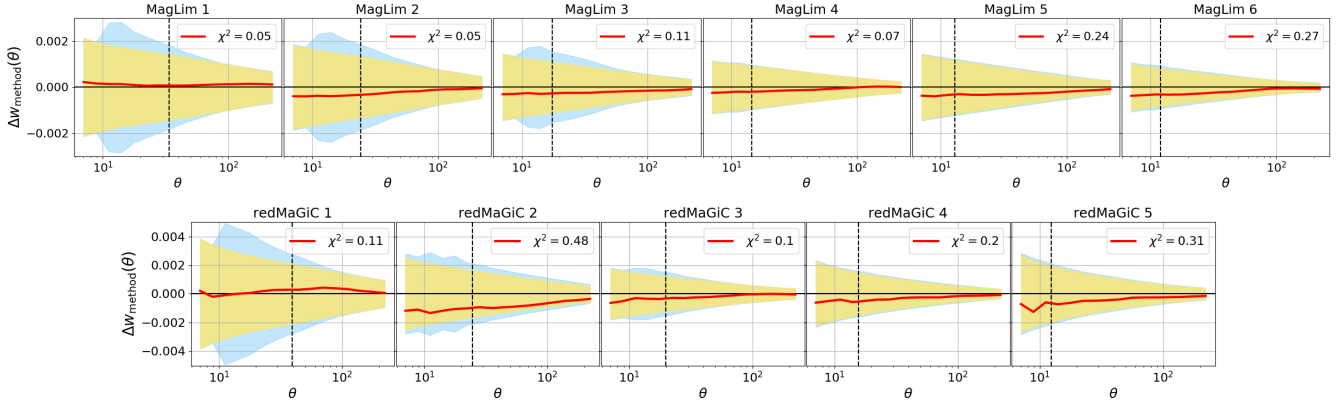 MagLim 1 MagLim 2 MagLim 3 MagLim 4 MagLim 5 MagLim 6
χ² = 0.05 χ² = 0.05 χ² = 0.11 χ² = 0.07 χ² = 0.24 χ² = 0.27
0.002
0.000
−0.002
Δw_method(θ)
10¹ 10² 10¹ 10² 10¹ 10² 10¹ 10² 10¹ 10² 10¹ 10²
θ θ θ θ θ θ
redMaGiC 1 redMaGiC 2 redMaGiC 3 redMaGiC 4 redMaGiC 5
χ² = 0.11 χ² = 0.48 χ² = 0.1 χ² = 0.2 χ² = 0.31
0.004
0.002
0.000
−0.002
−0.004
Δw_method(θ)
10¹ 10² 10¹ 10² 10¹ 10² 10¹ 10² 10¹ 10²
θ θ θ θ θ